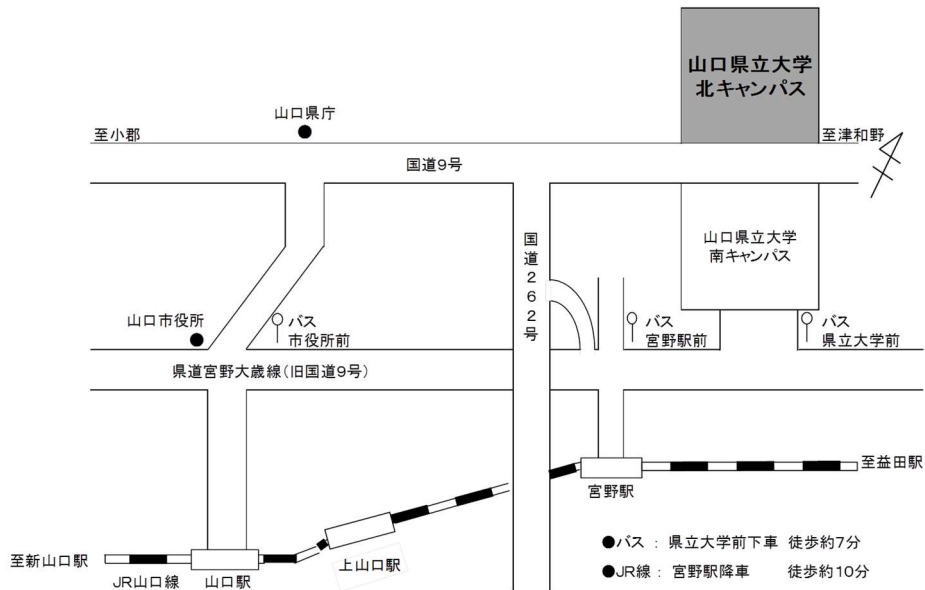 山口県立大学
北キャンパス
山口県庁
至小郡
至津和野
国道9号
山口県立大学
南キャンパス
国道262号
山口市役所
バス
市役所前
バス
宮野駅前
バス
県立大学前
県道宮野大歳線(旧国道9号)
至益田駅
宮野駅
●バス : 県立大学前下車 徒歩約7分
至新山口駅
上山口駅
JR山口線
山口駅
●JR線 : 宮野駅降車 徒歩約10分